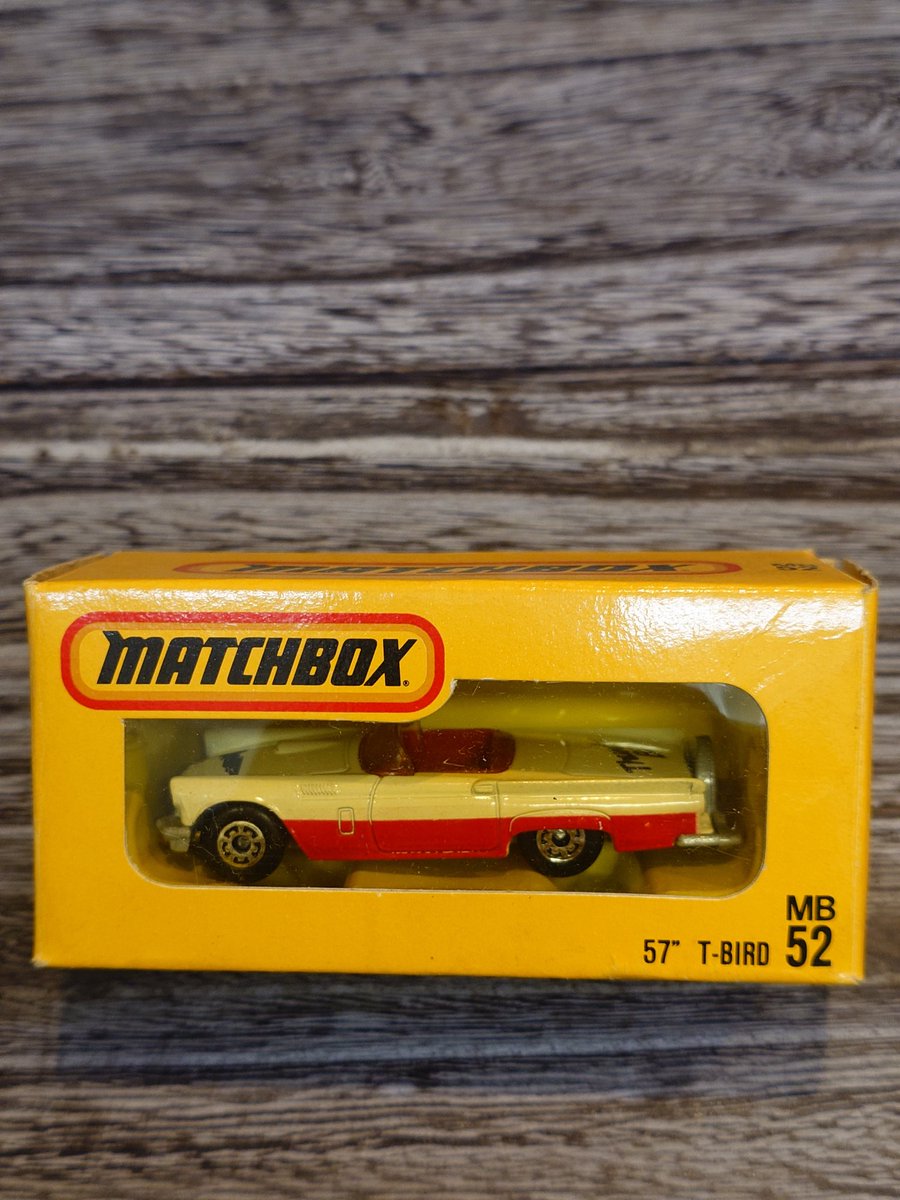 MATCHBOX®
MB
57" T-BIRD 52